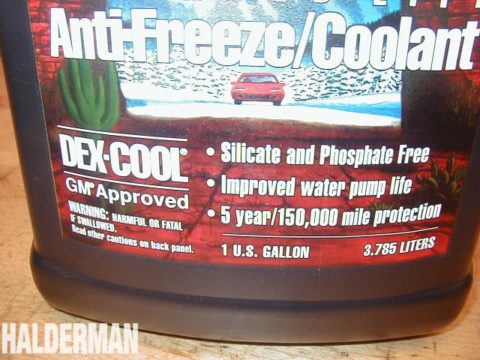 Anti-Freeze/Coolant
DEX-COOL®
GM® Approved
WARNING: HARMFUL OR FATAL
IF SWALLOWED.
Read other cautions on back panel.
• Silicate and Phosphate Free
• Improved water pump life
• 5 year/150,000 mile protection
1 U.S. GALLON 3.785 LITERS
HALDERMAN